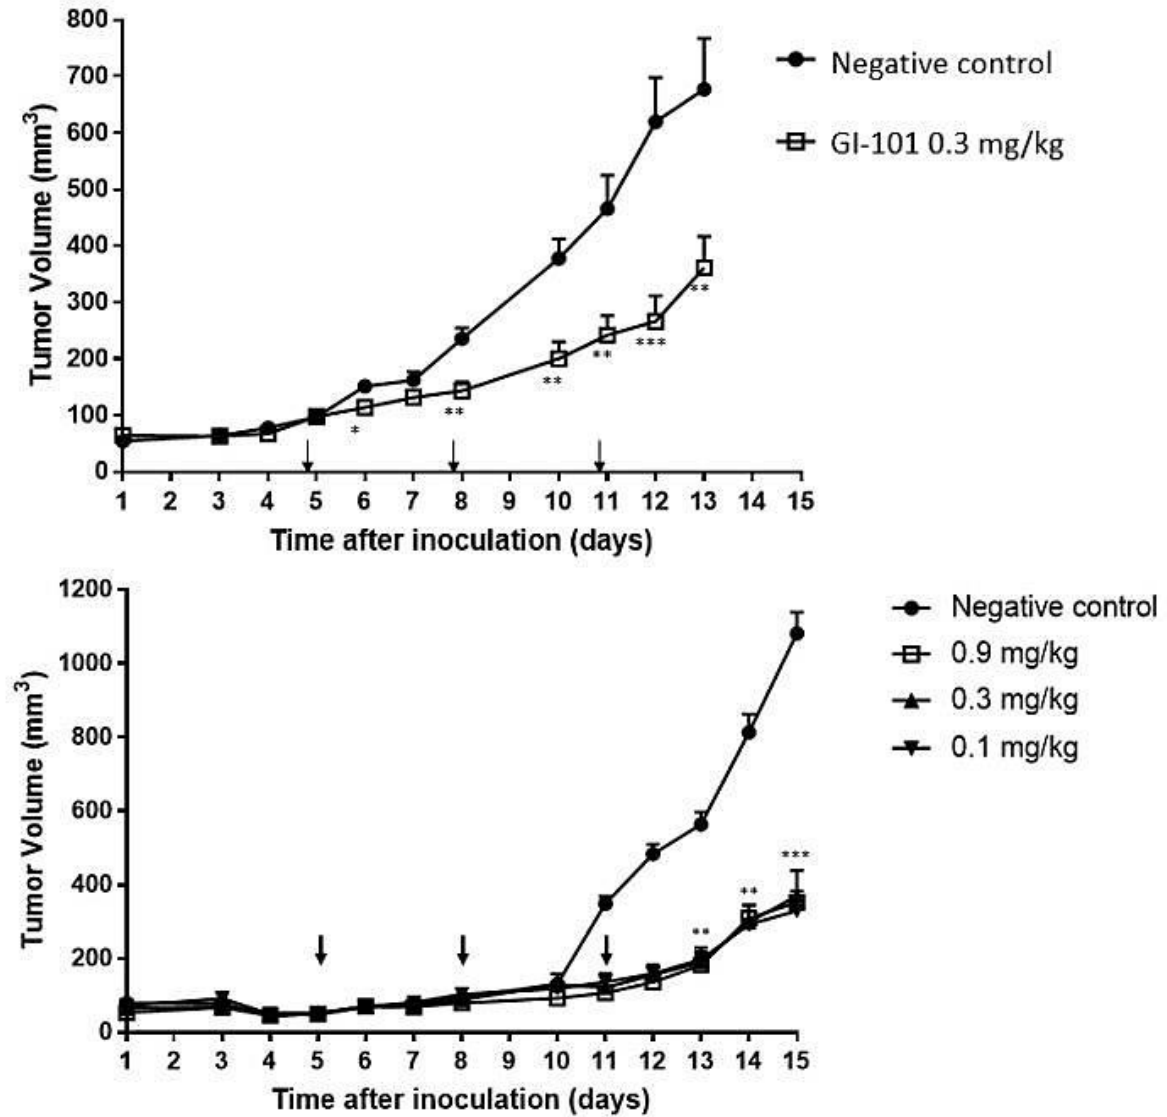 800
700
600
500
400
300
200
100
0
Tumor Volume (mm³)
Negative control
GI-101 0.3 mg/kg
*
**
**
**
***
**
1 2 3 4 5 6 7 8 9 10 11 12 13 14 15
Time after inoculation (days)
1200
1000
800
600
400
200
0
Tumor Volume (mm³)
Negative control
0.9 mg/kg
0.3 mg/kg
0.1 mg/kg
**
**
***
1 2 3 4 5 6 7 8 9 10 11 12 13 14 15
Time after inoculation (days)